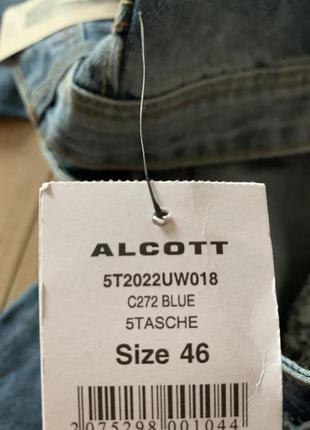 ALCOTT
5T2022UW018
C272 BLUE
5TASCHE
Size 46
2075298 001044